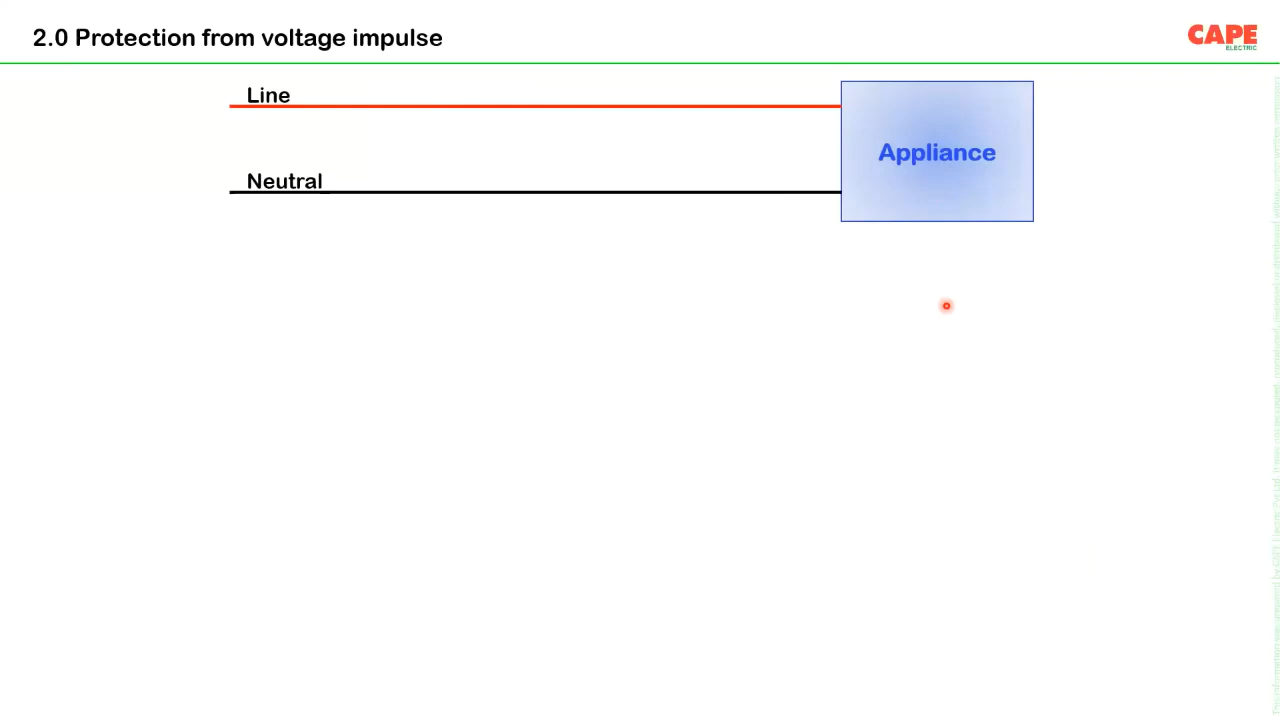 2.0 Protection from voltage impulse
CAPE
ELECTRIC
Line
Appliance
Neutral